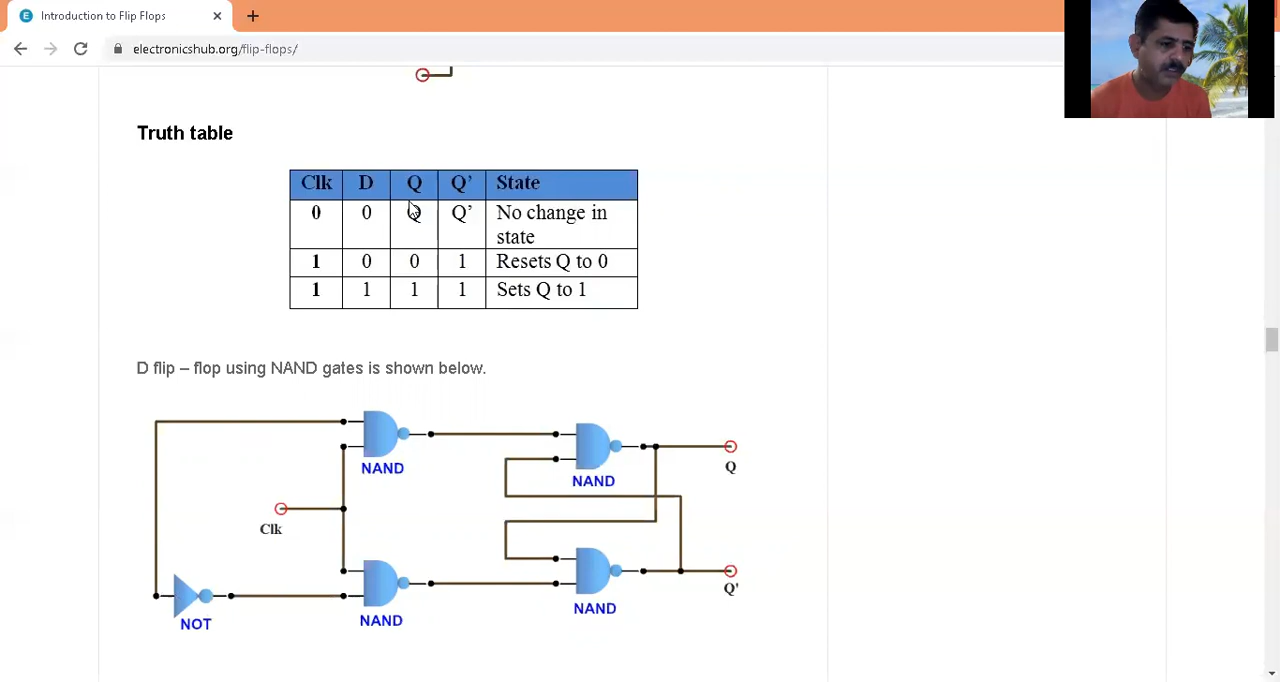 Introduction to Flip Flops
electronicshub.org/flip-flops/
Truth table
Clk D Q Q’ State
0 0 Q Q’ No change in
state
1 0 0 1 Resets Q to 0
1 1 1 1 Sets Q to 1
D flip – flop using NAND gates is shown below.
NAND
Q
NAND
Clk
Q'
NAND
NAND
NOT